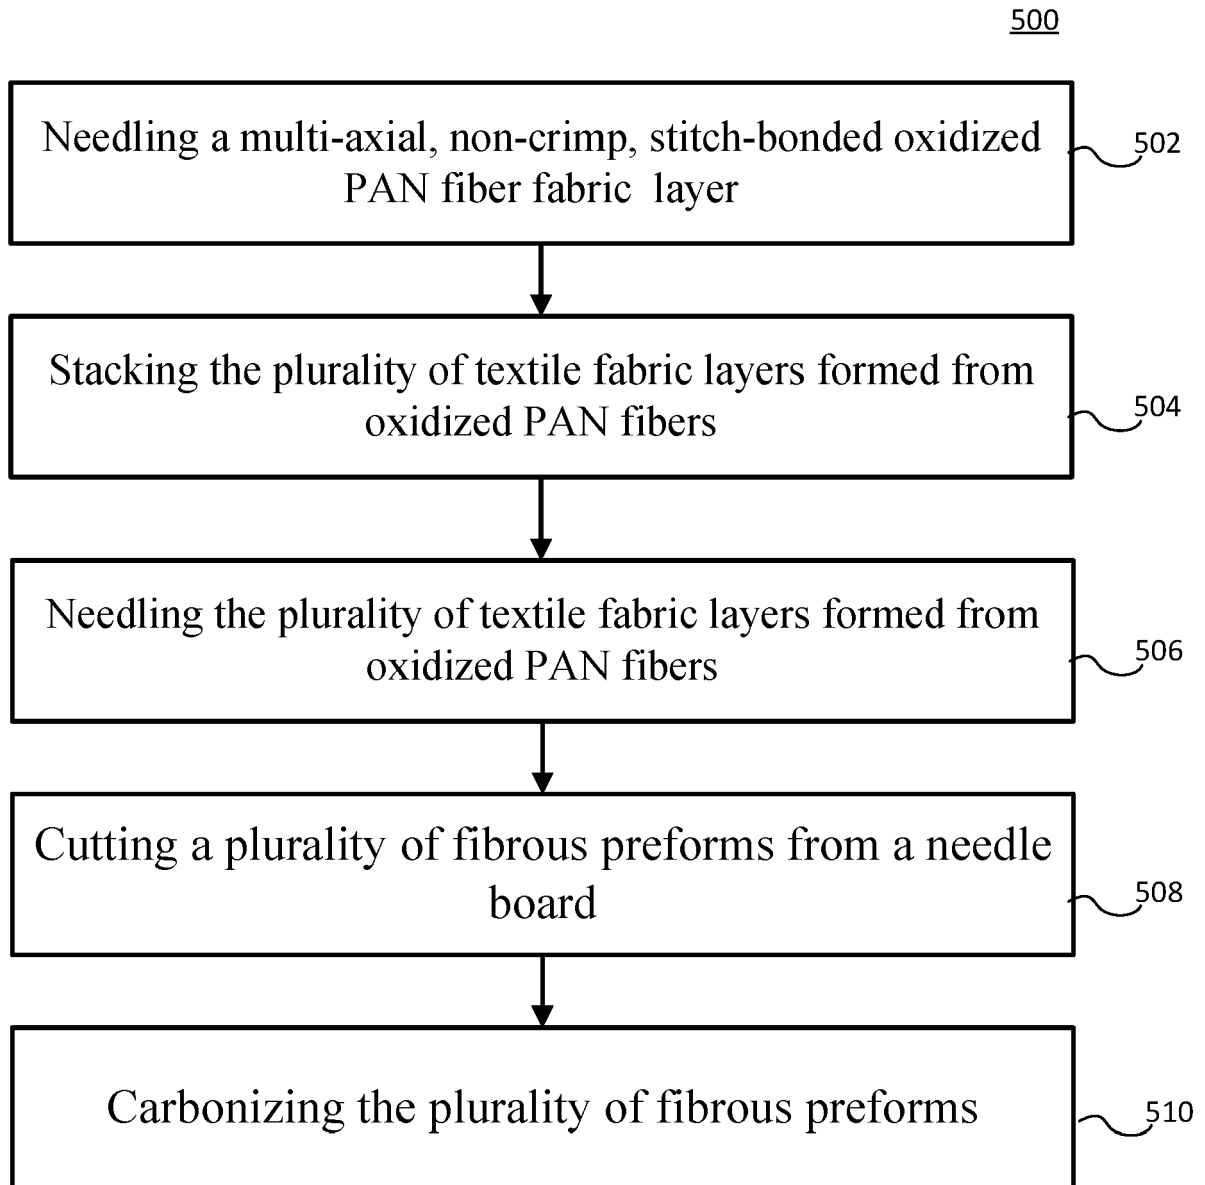 500
Needling a multi-axial, non-crimp, stitch-bonded oxidized
PAN fiber fabric layer
502
Stacking the plurality of textile fabric layers formed from
oxidized PAN fibers
504
Needling the plurality of textile fabric layers formed from
oxidized PAN fibers
506
Cutting a plurality of fibrous preforms from a needle
board
508
Carbonizing the plurality of fibrous preforms
510